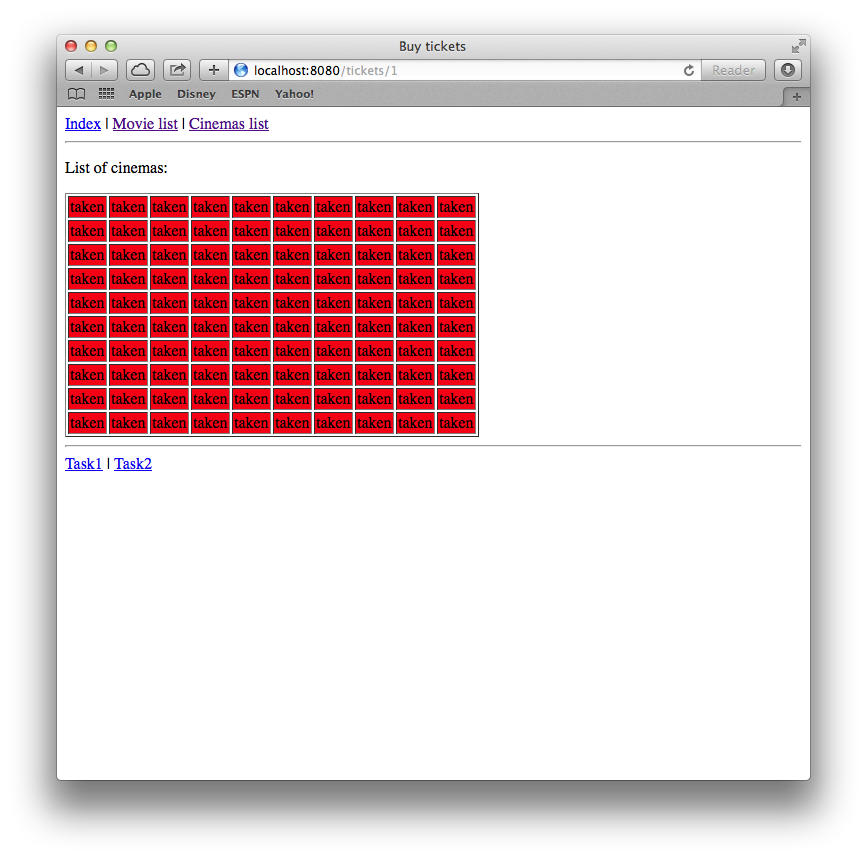 Buy tickets
localhost:8080/tickets/1
Reader
Apple Disney ESPN Yahoo!
Index | Movie list | Cinemas list
List of cinemas:
taken taken taken taken taken taken taken taken taken taken
taken taken taken taken taken taken taken taken taken taken
taken taken taken taken taken taken taken taken taken taken
taken taken taken taken taken taken taken taken taken taken
taken taken taken taken taken taken taken taken taken taken
taken taken taken taken taken taken taken taken taken taken
taken taken taken taken taken taken taken taken taken taken
taken taken taken taken taken taken taken taken taken taken
taken taken taken taken taken taken taken taken taken taken
taken taken taken taken taken taken taken taken taken taken
Task1 | Task2